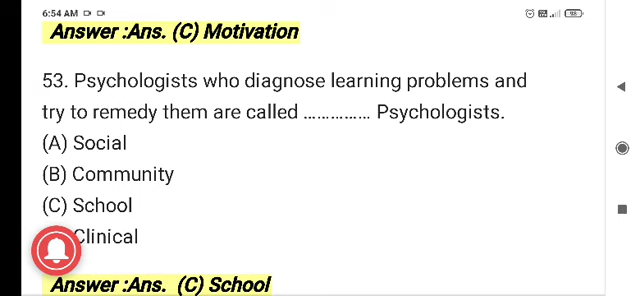 6:54 AM
98
Answer :Ans. (C) Motivation
53. Psychologists who diagnose learning problems and
try to remedy them are called ............... Psychologists.
(A) Social
(B) Community
(C) School
Clinical
Answer :Ans. (C) School